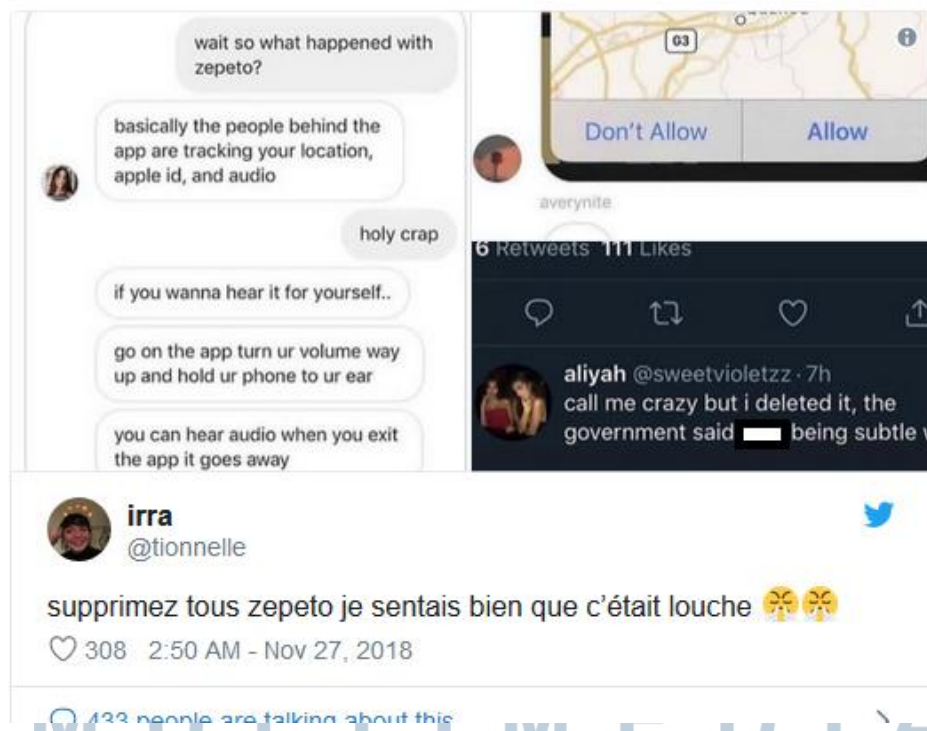 wait so what happened with
zepeto?
basically the people behind the
app are tracking your location,
apple id, and audio
holy crap
if you wanna hear it for yourself..
go on the app turn ur volume way
up and hold ur phone to ur ear
you can hear audio when you exit
the app it goes away
G3
Don't Allow
Allow
averynite
6 Retweets 111 Likes
aliyah @sweetvioletzz · 7h
call me crazy but i deleted it, the
government said being subtle
irra
@tionnelle
supprimez tous zepeto je sentais bien que c'était louche 😤😤
308 2:50 AM - Nov 27, 2018
433 people are talking about this